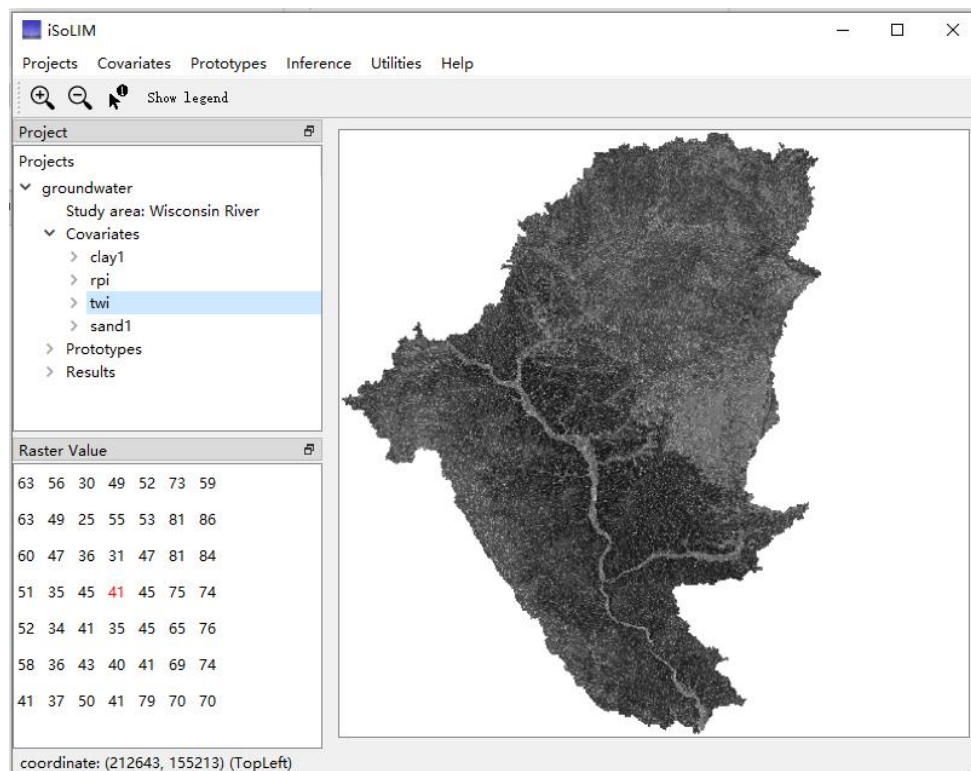 iSoLIM
Projects Covariates Prototypes Inference Utilities Help
Show legend
Project
Projects
groundwater
Study area: Wisconsin River
Covariates
clay1
rpi
twi
sand1
Prototypes
Results
Raster Value
63 56 30 49 52 73 59
63 49 25 55 53 81 86
60 47 36 31 47 81 84
51 35 45 41 45 75 74
52 34 41 35 45 65 76
58 36 43 40 41 69 74
41 37 50 41 79 70 70
coordinate: (212643, 155213) (TopLeft)